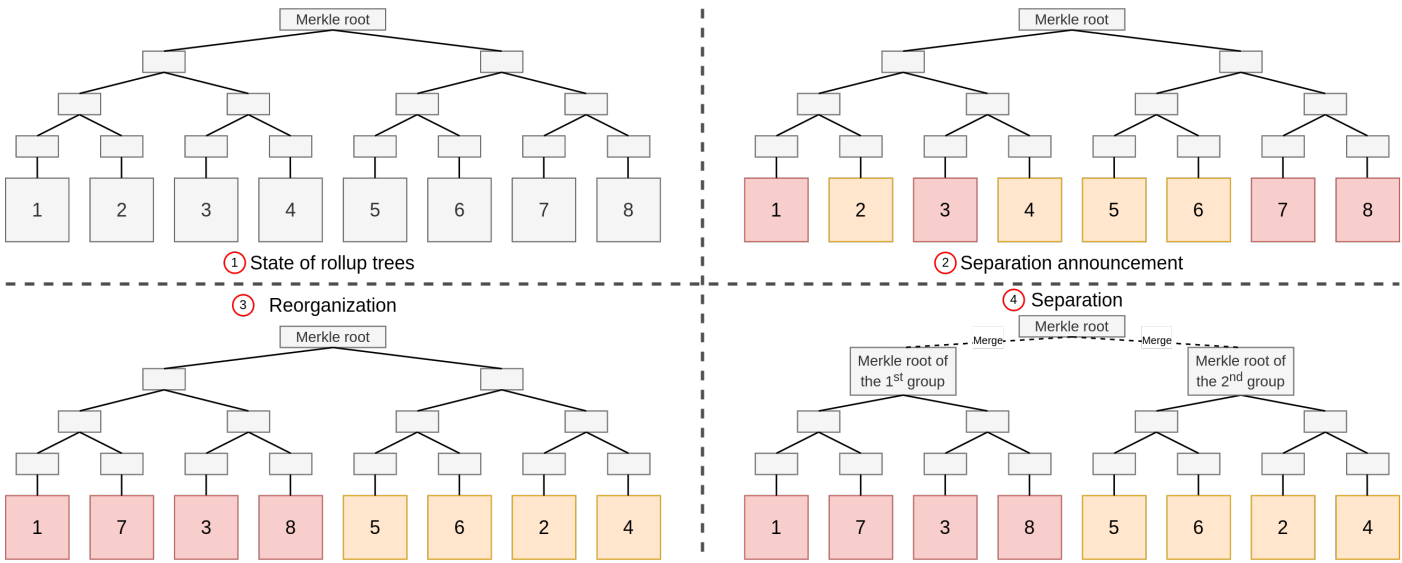 Merkle root
1 2 3 4 5 6 7 8
1 State of rollup trees
Merkle root
1 2 3 4 5 6 7 8
2 Separation announcement
3 Reorganization
Merkle root
1 7 3 8 5 6 2 4
4 Separation
Merkle root
Merge Merge
Merkle root of
the 1st group
Merkle root of
the 2nd group
1 7 3 8 5 6 2 4